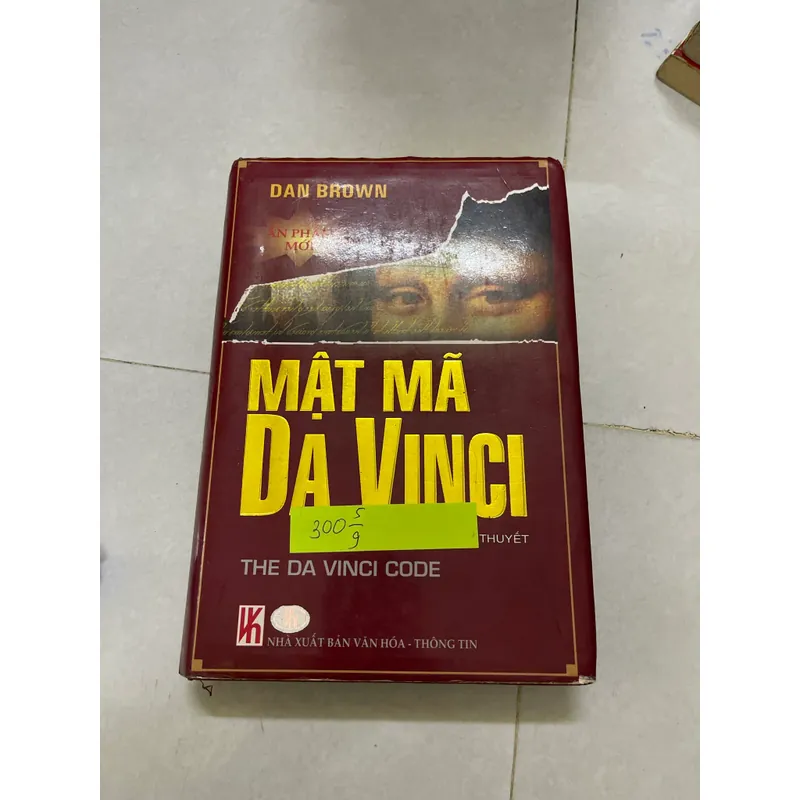 DAN BROWN
MỚI
MẬT MÃ
DA VINCI
300 5/9
THUYẾT
THE DA VINCI CODE
NHÀ XUẤT BẢN VĂN HÓA - THÔNG TIN